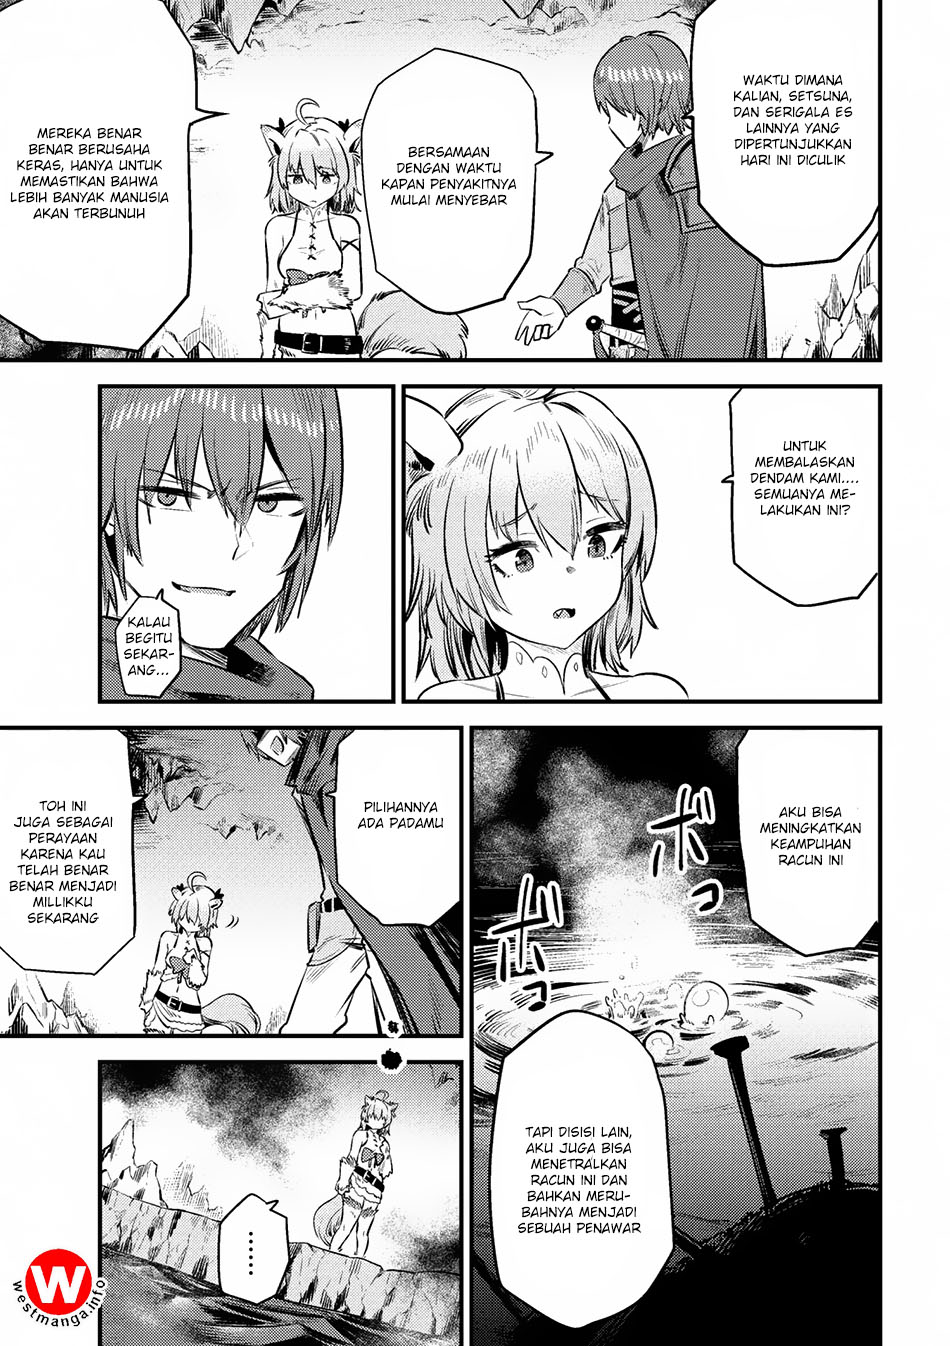 WAKTU DIMANA
KALIAN, SETSUNA,
DAN SERIGALA ES
LAINNYA YANG
DIPERTUNJUKKAN
HARI INI DICULIK
BERSAMAAN
DENGAN WAKTU
KAPAN PENYAKITNYA
MULAI MENYEBAR
MEREKA BENAR
BENAR BERUSAHA
KERAS, HANYA UNTUK
MEMASTIKAN BAHWA
LEBIH BANYAK MANUSIA
AKAN TERBUNUH
UNTUK
MEMBALASKAN
DENDAM KAMI....
SEMUANYA ME-
LAKUKAN INI?
KALAU
BEGITU
SEKAR-
ANG...
AKU BISA
MENINGKATKAN
KEAMPUHAN
RACUN INI
ボコ
ボコ
TAPI DISISI LAIN,
AKU JUGA BISA
MENETRALKAN
RACUN INI DAN
BAHKAN MERU-
BAHNYA MENJADI
SEBUAH PENAWAR
PILIHANNYA
ADA PADAMU
TOH INI
JUGA SEBAGAI
PERAYAAN
KARENA KAU
TELAH BENAR
BENAR MENJADI
MILLIKKU
SEKARANG
........
W
westmanga.info